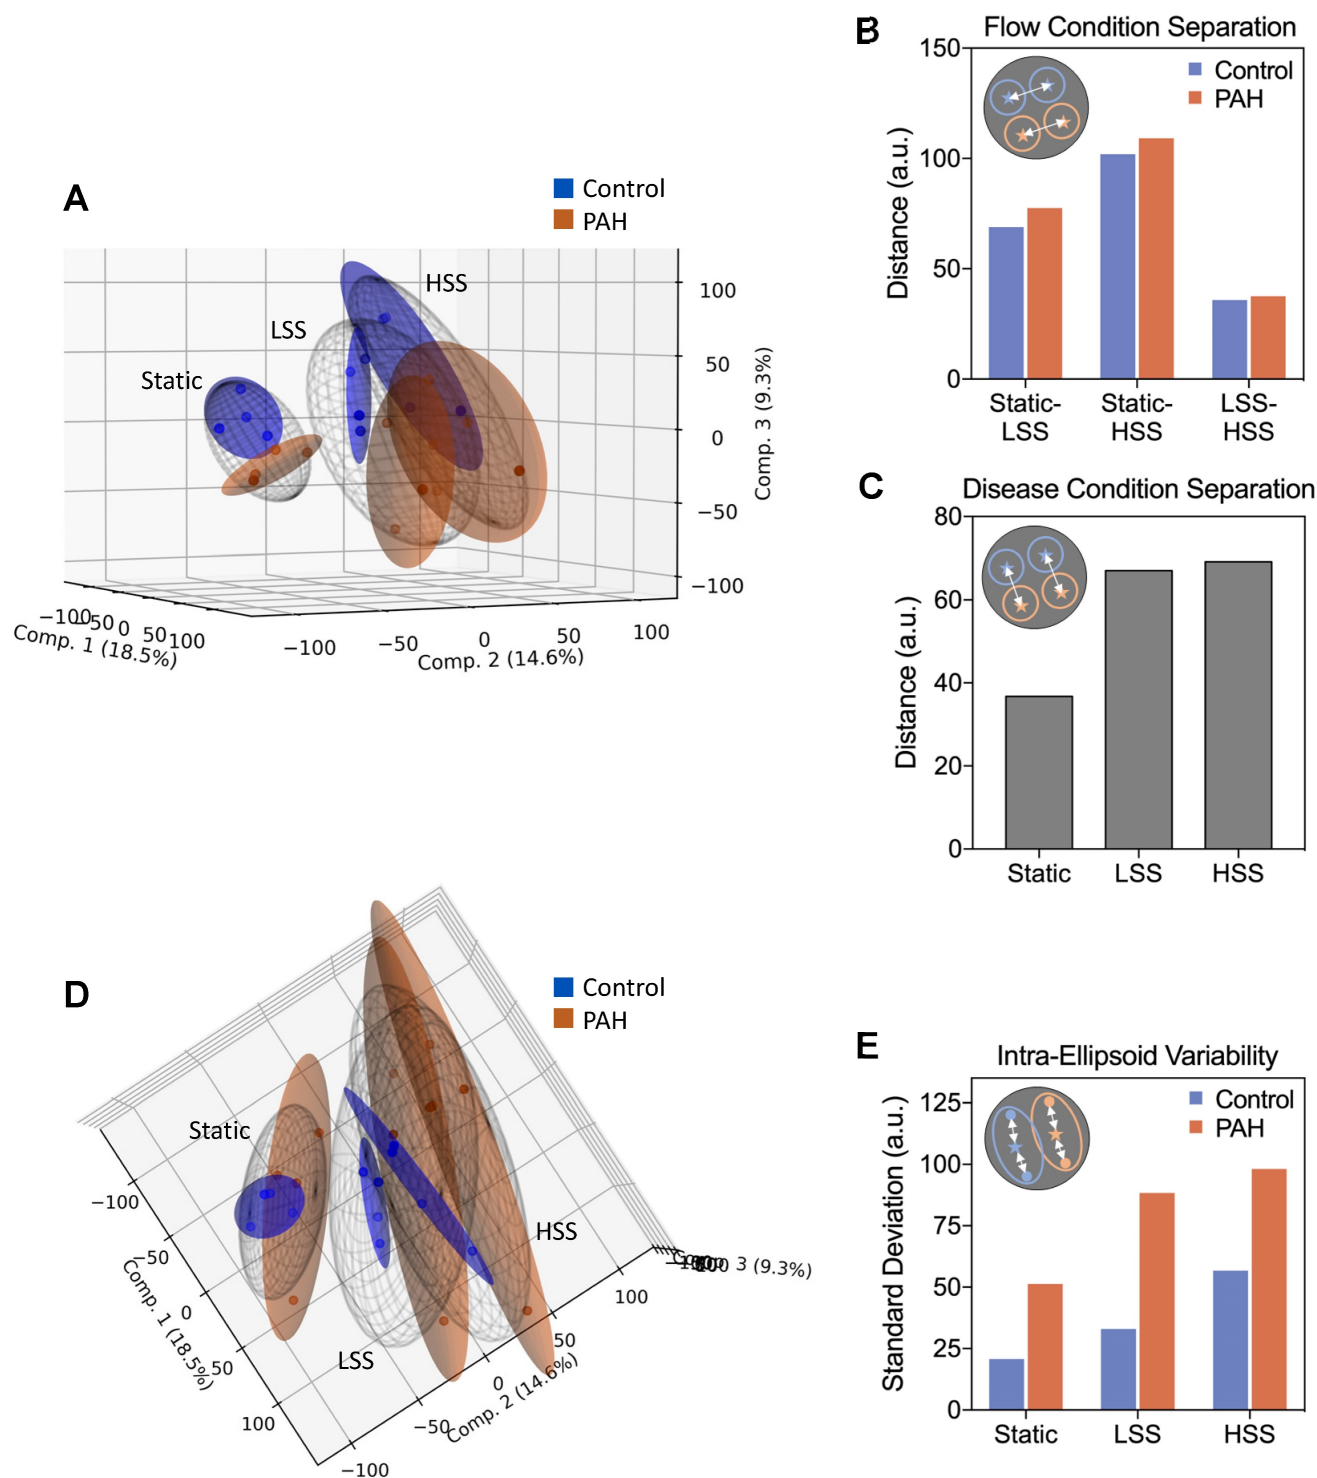 A
Control
PAH
HSS
LSS
Static
100
50
0
−50
−100
Comp. 3 (9.3%)
−100
−50
0
50
100
Comp. 1 (18.5%)
−100
−50
0
50
100
Comp. 2 (14.6%)
B
Flow Condition Separation
Control
PAH
150
100
50
0
Distance (a.u.)
Static-
LSS
Static-
HSS
LSS-
HSS
C
Disease Condition Separation
80
60
40
20
0
Distance (a.u.)
Static
LSS
HSS
D
Control
PAH
Static
HSS
LSS
−100
−50
0
50
100
Comp. 1 (18.5%)
−100
−50
0
50
100
Comp. 2 (14.6%)
3 (9.3%)
E
Intra-Ellipsoid Variability
Control
PAH
125
100
75
50
25
0
Standard Deviation (a.u.)
Static
LSS
HSS